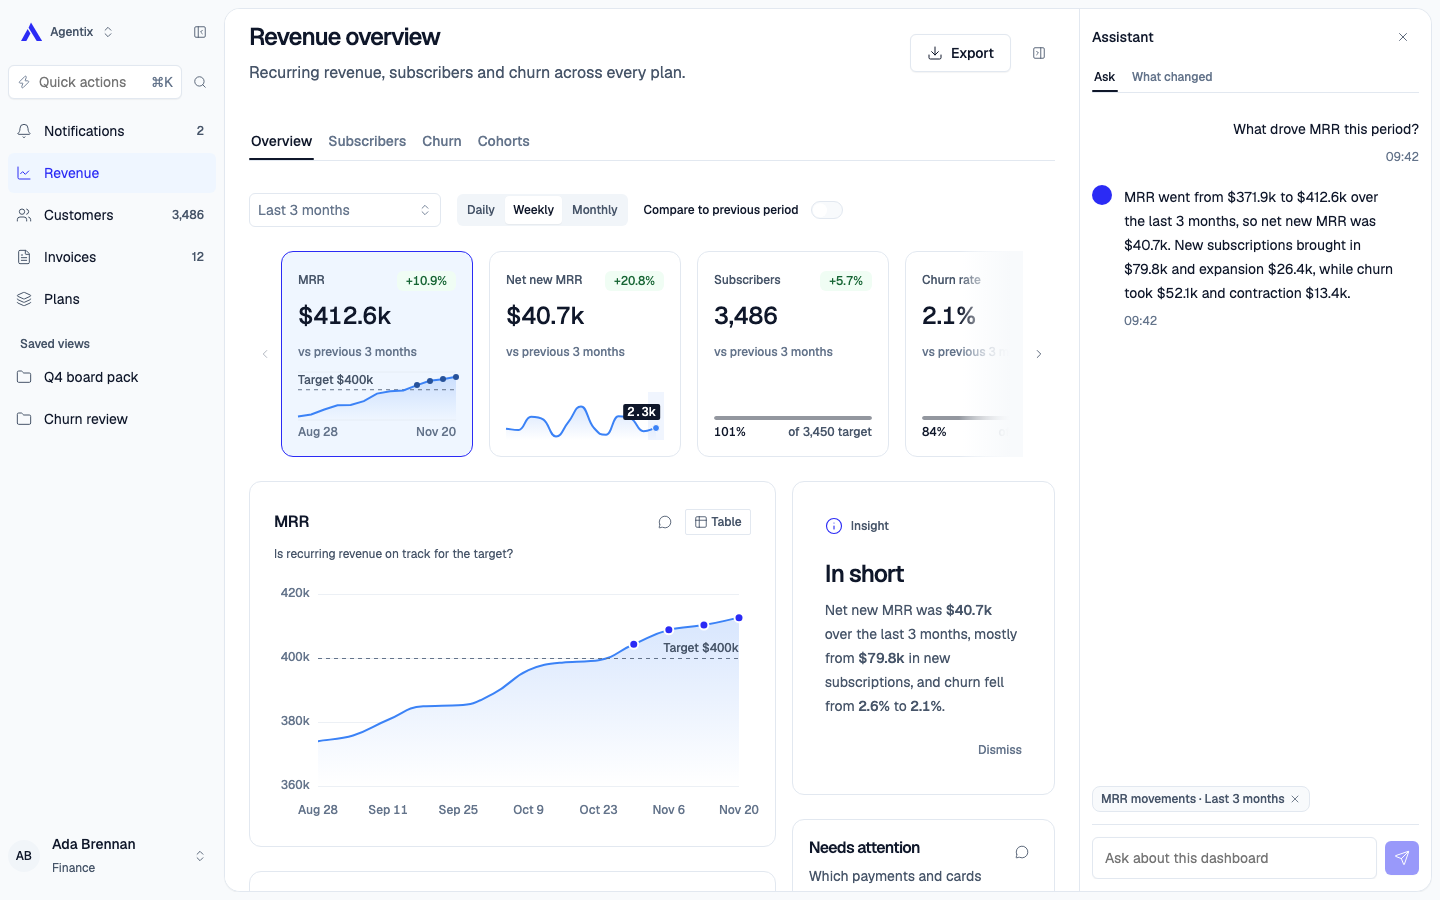 Agentix
Quick actions
⌘K
Notifications
2
Revenue
Customers
3,486
Invoices
12
Plans
Saved views
Q4 board pack
Churn review
AB
Ada Brennan
Finance
Revenue overview
Recurring revenue, subscribers and churn across every plan.
Export
Overview
Subscribers
Churn
Cohorts
Last 3 months
Daily
Weekly
Monthly
Compare to previous period
MRR
+10.9%
$412.6k
vs previous 3 months
Target $400k
Aug 28
Nov 20
Net new MRR
+20.8%
$40.7k
vs previous 3 months
2.3k
Subscribers
+5.7%
3,486
vs previous 3 months
101%
of 3,450 target
Churn rate
2.1%
vs previous 3 m
84%
MRR
Table
Is recurring revenue on track for the target?
420k
400k
380k
360k
Target $400k
Aug 28
Sep 11
Sep 25
Oct 9
Oct 23
Nov 6
Nov 20
Insight
In short
Net new MRR was $40.7k
over the last 3 months, mostly
from $79.8k in new
subscriptions, and churn fell
from 2.6% to 2.1%.
Dismiss
Needs attention
Which payments and cards
Assistant
Ask
What changed
What drove MRR this period?
09:42
MRR went from $371.9k to $412.6k over
the last 3 months, so net new MRR was
$40.7k. New subscriptions brought in
$79.8k and expansion $26.4k, while churn
took $52.1k and contraction $13.4k.
09:42
MRR movements · Last 3 months
Ask about this dashboard